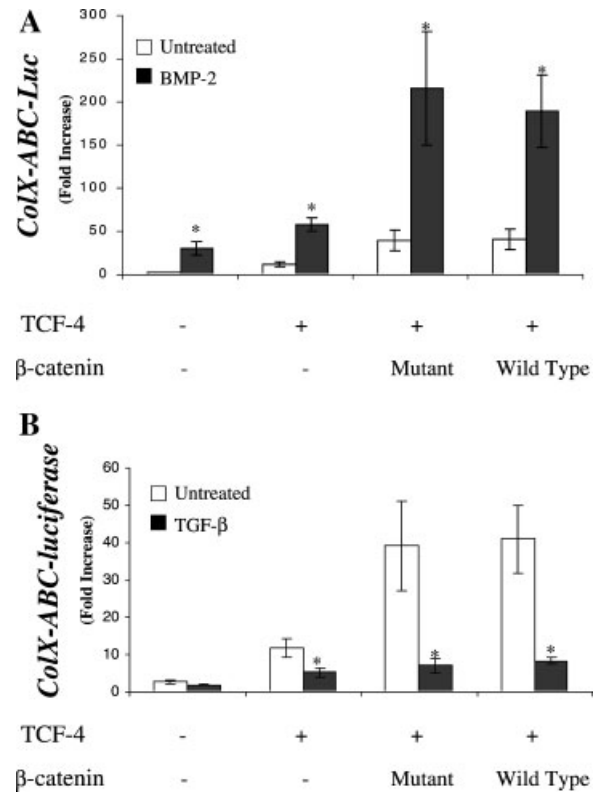 A
ColX-ABC-Luc
(Fold Increase)
300
250
200
150
100
50
0
Untreated
BMP-2
*
*
*
*
TCF-4 - + + +
β-catenin - - Mutant Wild Type
B
ColX-ABC-luciferase
(Fold Increase)
60
50
40
30
20
10
0
Untreated
TGF-β
*
*
*
TCF-4 - + + +
β-catenin - - Mutant Wild Type